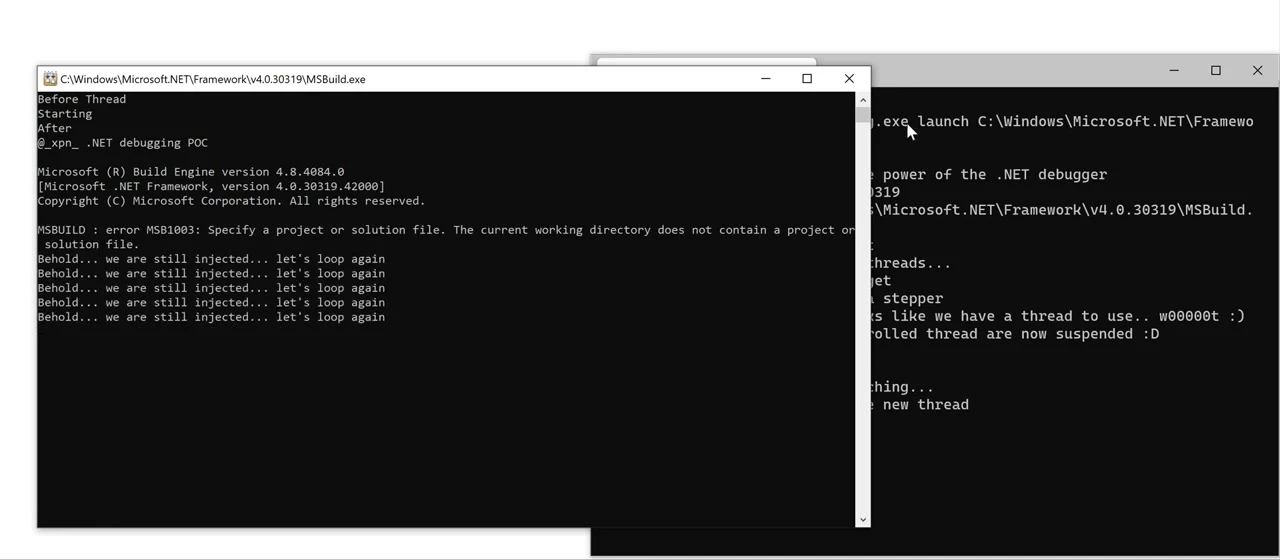 C:\Windows\Microsoft.NET\Framework\v4.0.30319\MSBuild.exe
Before Thread
Starting
After
@_xpn_ .NET debugging POC
Microsoft (R) Build Engine version 4.8.4084.0
[Microsoft .NET Framework, version 4.0.30319.42000]
Copyright (C) Microsoft Corporation. All rights reserved.
MSBUILD : error MSB1003: Specify a project or solution file. The current working directory does not contain a project or
solution file.
Behold... we are still injected... let's loop again
Behold... we are still injected... let's loop again
Behold... we are still injected... let's loop again
Behold... we are still injected... let's loop again
Behold... we are still injected... let's loop again
.exe launch C:\Windows\Microsoft.NET\Framewo
power of the .NET debugger
0319
\Microsoft.NET\Framework\v4.0.30319\MSBuild.
threads...
get
stepper
ks like we have a thread to use.. w00000t :)
rolled thread are now suspended :D
ching...
new thread